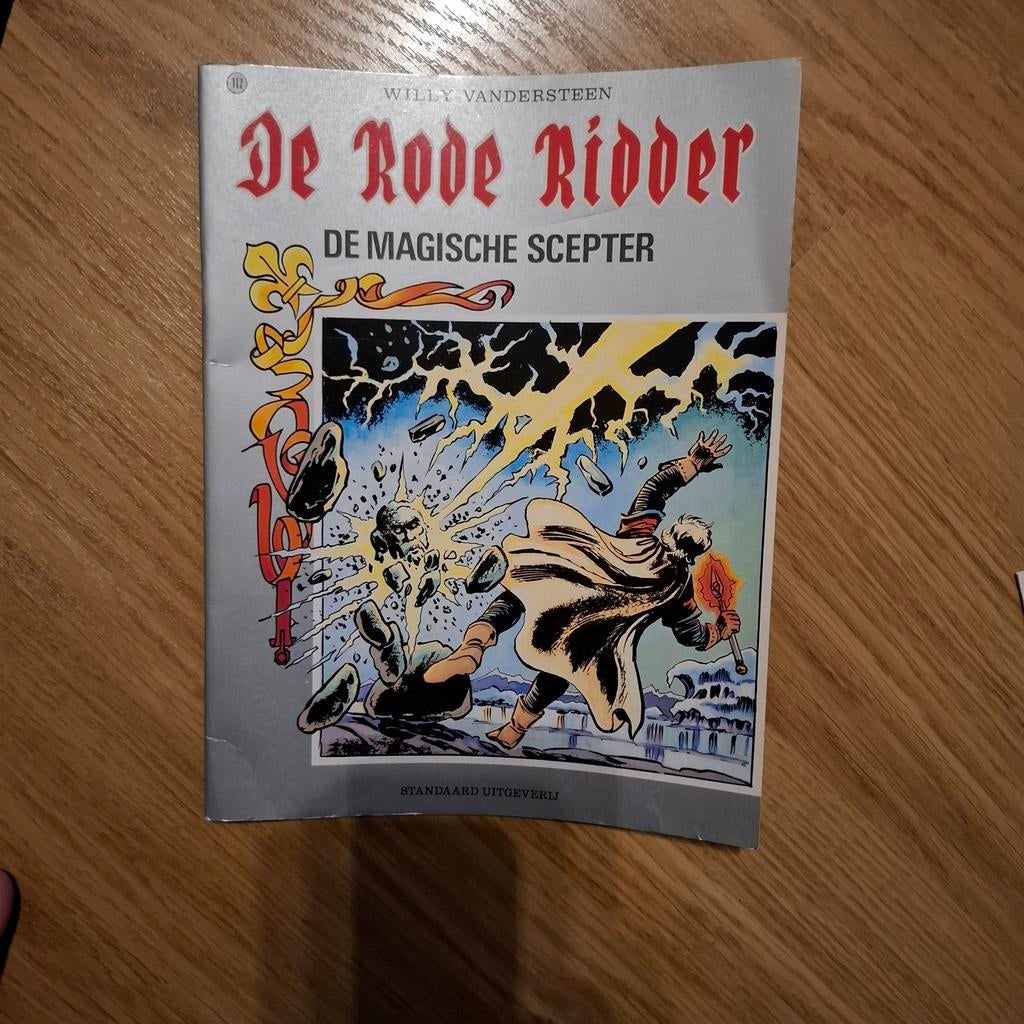 112
WILLY VANDERSTEEN
De Rode Ridder
DE MAGISCHE SCEPTER
STANDAARD UITGEVERIJ